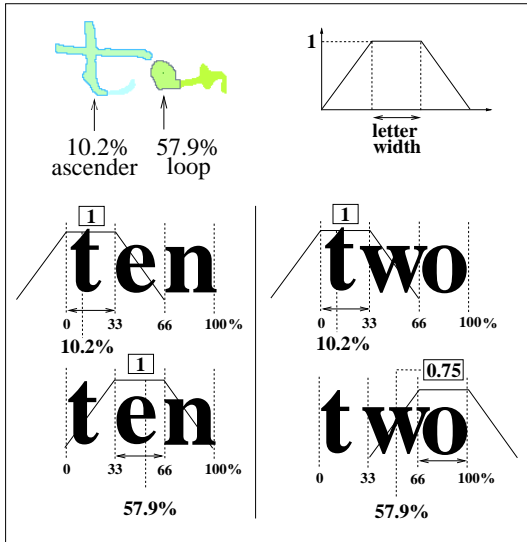 1
letter
width
10.2%
ascender
57.9%
loop
1
ten
0 33 66 100%
10.2%
1
ten
0 33 66 100%
57.9%
1
two
0 33 66 100%
10.2%
0.75
two
0 33 66 100%
57.9%